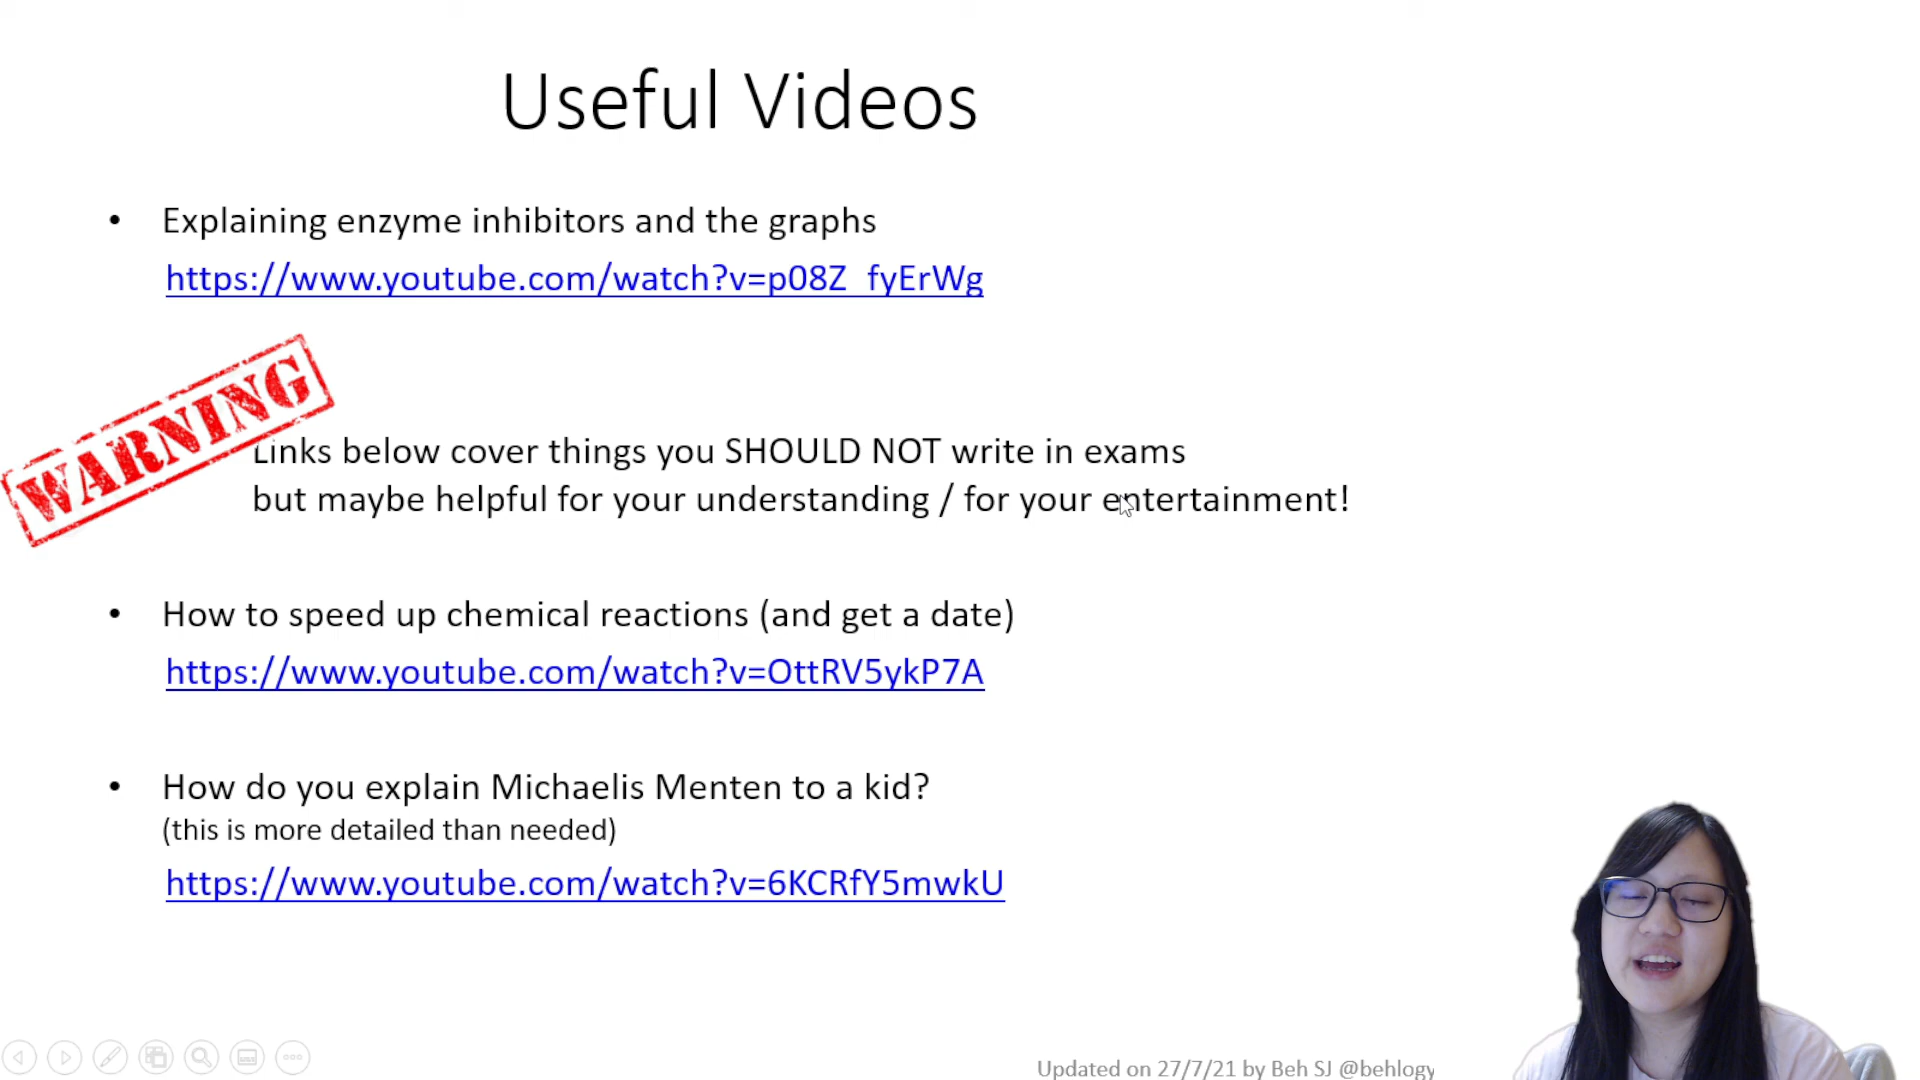 Useful Videos
• Explaining enzyme inhibitors and the graphs
https://www.youtube.com/watch?v=p08Z_fyErWg
WARNING
Links below cover things you SHOULD NOT write in exams
but maybe helpful for your understanding / for your entertainment!
• How to speed up chemical reactions (and get a date)
https://www.youtube.com/watch?v=OttRV5ykP7A
• How do you explain Michaelis Menten to a kid?
(this is more detailed than needed)
https://www.youtube.com/watch?v=6KCRfY5mwkU
Updated on 27/7/21 by Beh SJ @behlogy